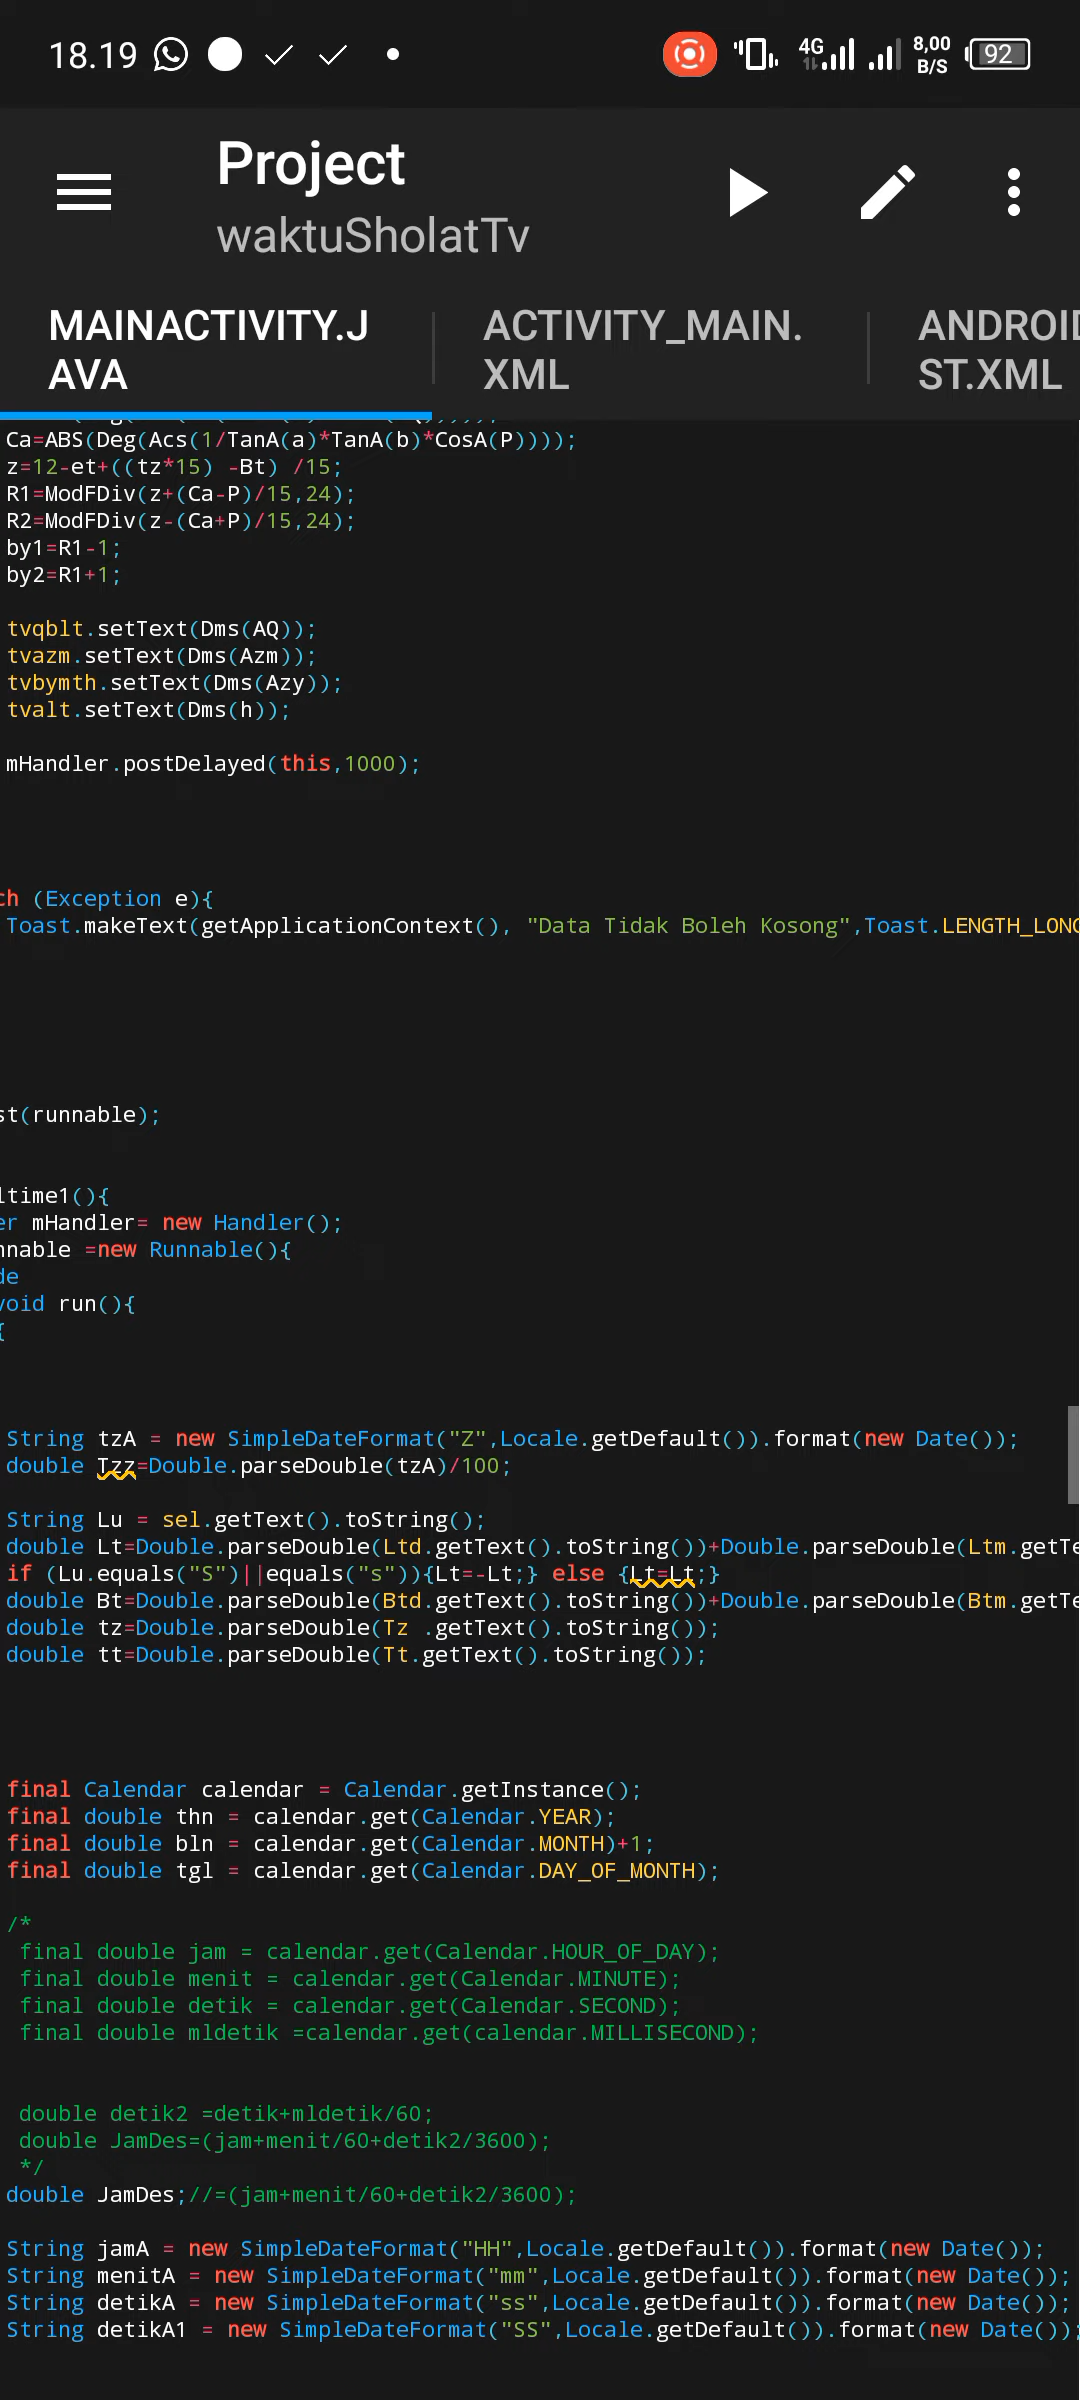 18.19
4G
8,00
B/S
92
Project
waktuSholatTv
MAINACTIVITY.J
AVA
ACTIVITY_MAIN.
XML
ANDROID
ST.XML
Ca=ABS(Deg(Acs(1/TanA(a)*TanA(b)*CosA(P))));
z=12-et+((tz*15) -Bt) /15;
R1=ModFDiv(z+(Ca-P)/15,24);
R2=ModFDiv(z-(Ca+P)/15,24);
by1=R1-1;
by2=R1+1;
tvqblt.setText(Dms(AQ));
tvazm.setText(Dms(Azm));
tvbymth.setText(Dms(Azy));
tvalt.setText(Dms(h));
mHandler.postDelayed(this,1000);
ch (Exception e){
Toast.makeText(getApplicationContext(), "Data Tidak Boleh Kosong",Toast.LENGTH_LONG
st(runnable);
ltime1(){
er mHandler= new Handler();
nnable =new Runnable(){
de
void run(){
{
String tzA = new SimpleDateFormat("Z",Locale.getDefault()).format(new Date());
double Tzz=Double.parseDouble(tzA)/100;
String Lu = sel.getText().toString();
double Lt=Double.parseDouble(Ltd.getText().toString())+Double.parseDouble(Ltm.getTe
if (Lu.equals("S")||equals("s")){Lt=-Lt;} else {Lt=Lt;}
double Bt=Double.parseDouble(Btd.getText().toString())+Double.parseDouble(Btm.getTe
double tz=Double.parseDouble(Tz .getText().toString());
double tt=Double.parseDouble(Tt.getText().toString());
final Calendar calendar = Calendar.getInstance();
final double thn = calendar.get(Calendar.YEAR);
final double bln = calendar.get(Calendar.MONTH)+1;
final double tgl = calendar.get(Calendar.DAY_OF_MONTH);
/*
final double jam = calendar.get(Calendar.HOUR_OF_DAY);
final double menit = calendar.get(Calendar.MINUTE);
final double detik = calendar.get(Calendar.SECOND);
final double mldetik =calendar.get(calendar.MILLISECOND);
double detik2 =detik+mldetik/60;
double JamDes=(jam+menit/60+detik2/3600);
*/
double JamDes;//=(jam+menit/60+detik2/3600);
String jamA = new SimpleDateFormat("HH",Locale.getDefault()).format(new Date());
String menitA = new SimpleDateFormat("mm",Locale.getDefault()).format(new Date());
String detikA = new SimpleDateFormat("ss",Locale.getDefault()).format(new Date());
String detikA1 = new SimpleDateFormat("SS",Locale.getDefault()).format(new Date());